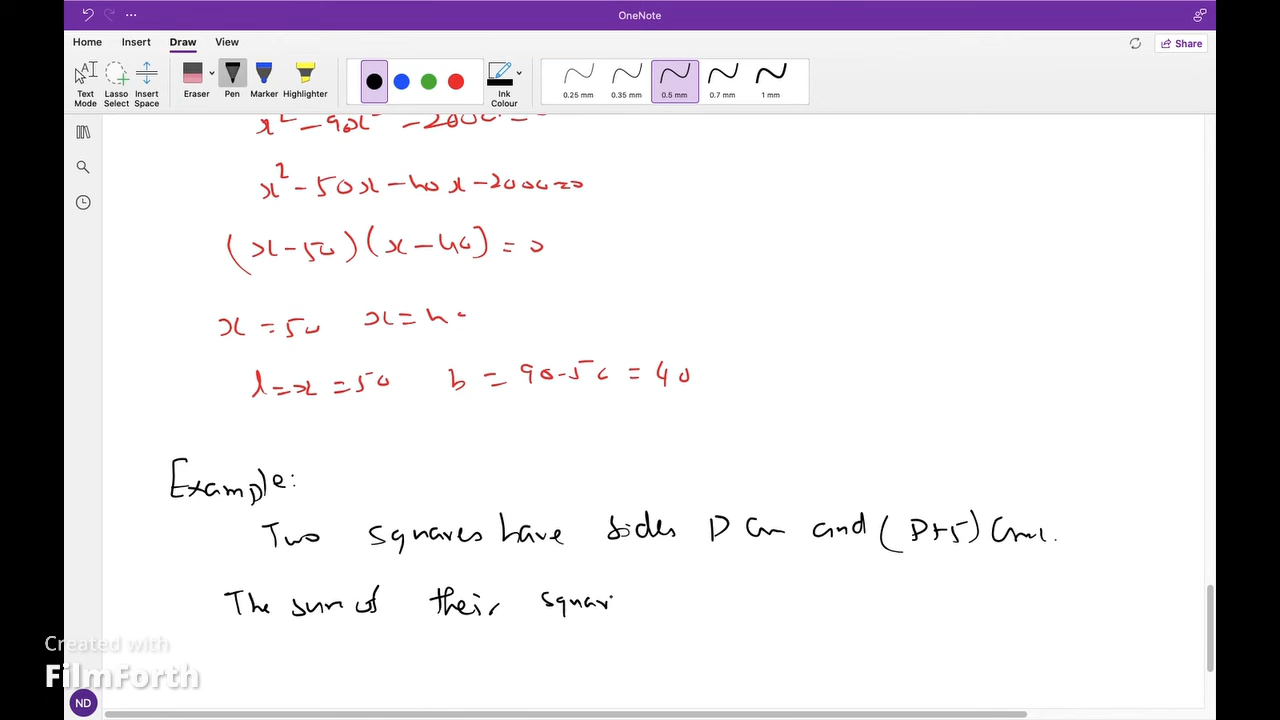 OneNote
Home Insert Draw View
Share
Text Mode Lasso Select Insert Space Eraser Pen Marker Highlighter Ink Colour 0.25 mm 0.35 mm 0.5 mm 0.7 mm 1 mm
x² - 50x - 40x - 2000=0
(x - 50)(x - 40) = 0
x = 50 x = 4
l = x = 50 b = 90-50 = 40
Example:
Two squares have sides P cm and (P+5) cm.
The sum of their squar
Created with
FilmForth
ND